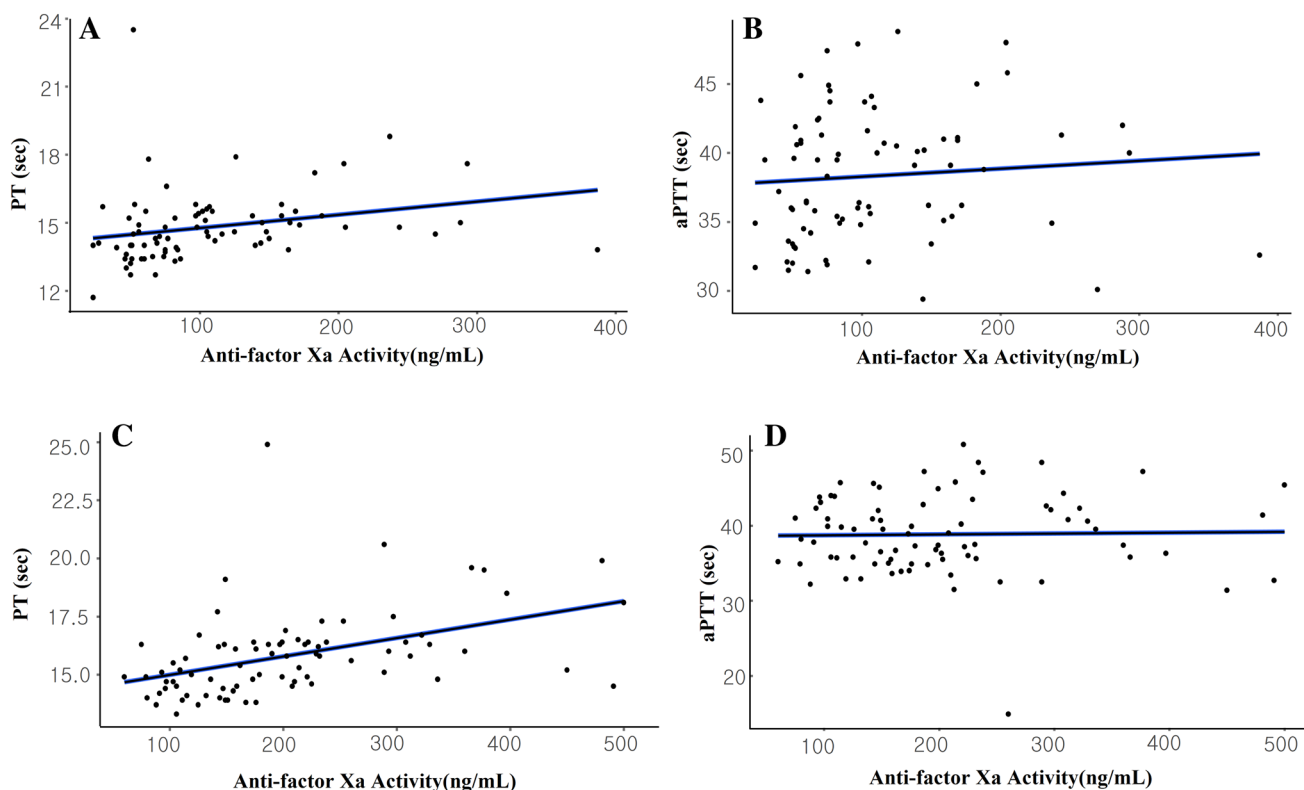 A
24
21
18
15
12
PT (sec)
100 200 300 400
Anti-factor Xa Activity(ng/mL)
B
45
40
35
30
aPTT (sec)
100 200 300 400
Anti-factor Xa Activity(ng/mL)
C
25.0
22.5
20.0
17.5
15.0
PT (sec)
100 200 300 400 500
Anti-factor Xa Activity(ng/mL)
D
50
40
30
20
aPTT (sec)
100 200 300 400 500
Anti-factor Xa Activity(ng/mL)